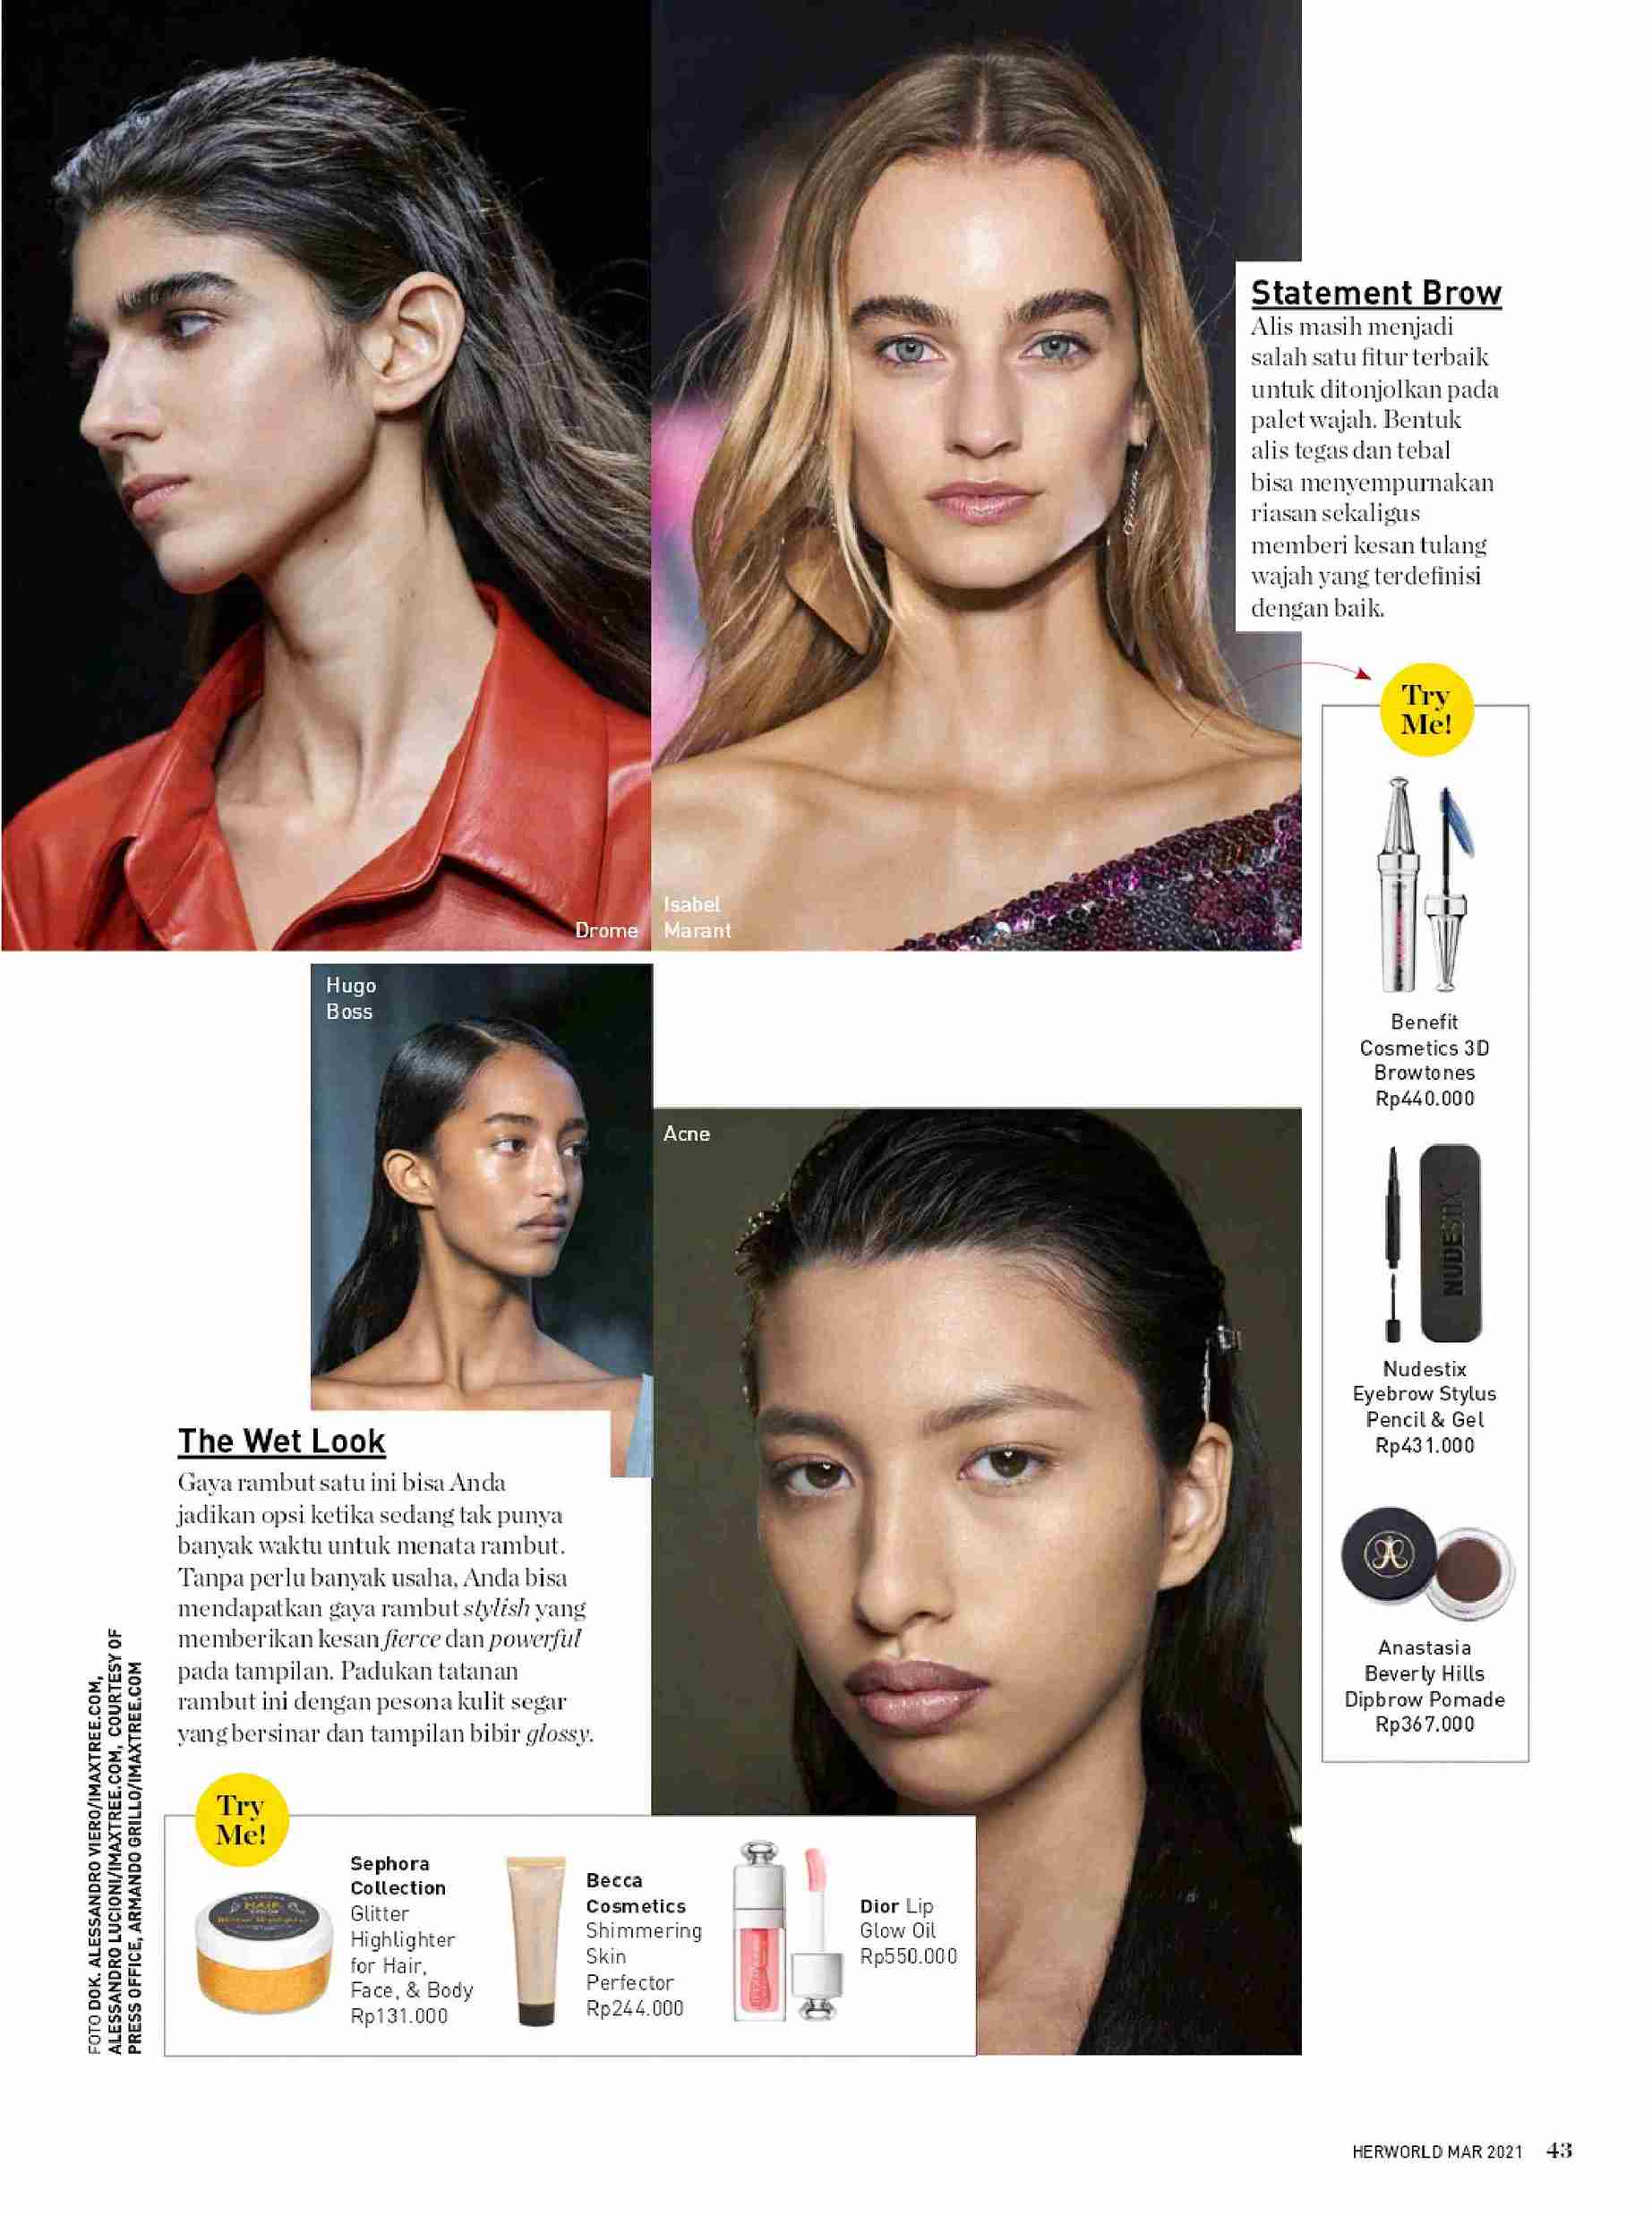 Statement Brow
Alis masih menjadi
salah satu fitur terbaik
untuk ditonjolkan pada
palet wajah. Bentuk
alis tegas dan tebal
bisa menyempurnakan
riasan sekaligus
memberi kesan tulang
wajah yang terdefinisi
dengan baik.
Try
Me!
Drome
Isabel
Marant
Benefit
Cosmetics 3D
Browtones
Rp440.000
NUDESTIX
Nudestix
Eyebrow Stylus
Pencil & Gel
Rp431.000
Anastasia
Beverly Hills
Dipbrow Pomade
Rp367.000
Hugo
Boss
Acne
The Wet Look
Gaya rambut satu ini bisa Anda
jadikan opsi ketika sedang tak punya
banyak waktu untuk menata rambut.
Tanpa perlu banyak usaha, Anda bisa
mendapatkan gaya rambut stylish yang
memberikan kesan fierce dan powerful
pada tampilan. Padukan tatanan
rambut ini dengan pesona kulit segar
yang bersinar dan tampilan bibir glossy.
Try
Me!
HAIR
Sephora
Collection
Glitter
Highlighter
for Hair,
Face, & Body
Rp131.000
Becca
Cosmetics
Shimmering
Skin
Perfector
Rp244.000
Dior Lip
Glow Oil
Rp550.000
FOTO DOK. ALESSANDRO VIERO/IMAXTREE.COM,
ALESSANDRO LUCIONI/IMAXTREE.COM, COURTESY OF
PRESS OFFICE, ARMANDO GRILLO/IMAXTREE.COM
HERWORLD MAR 2021 43